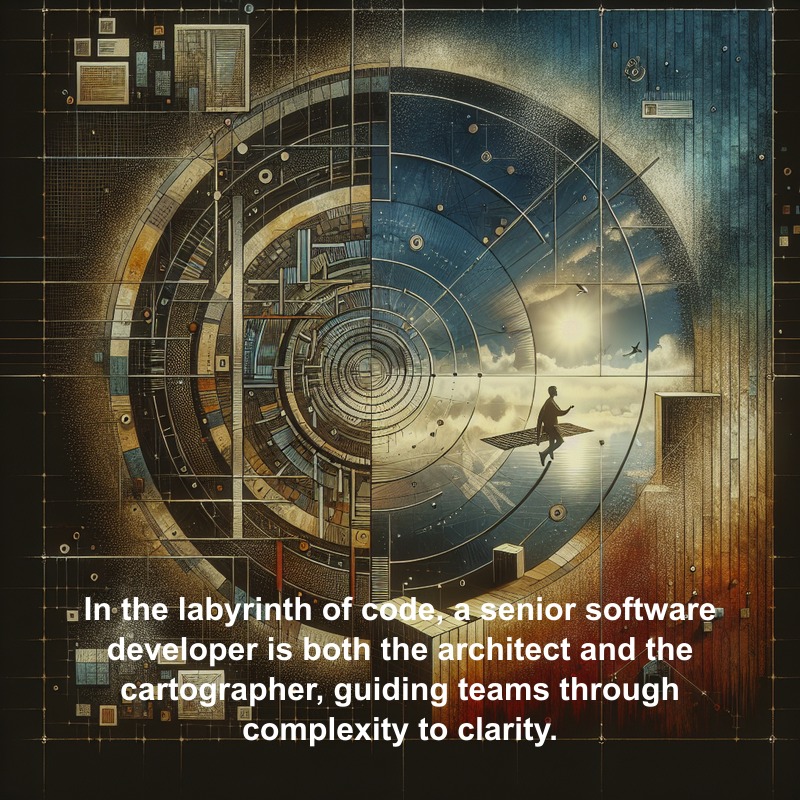 In the labyrinth of code, a senior software
developer is both the architect and the
cartographer, guiding teams through
complexity to clarity.